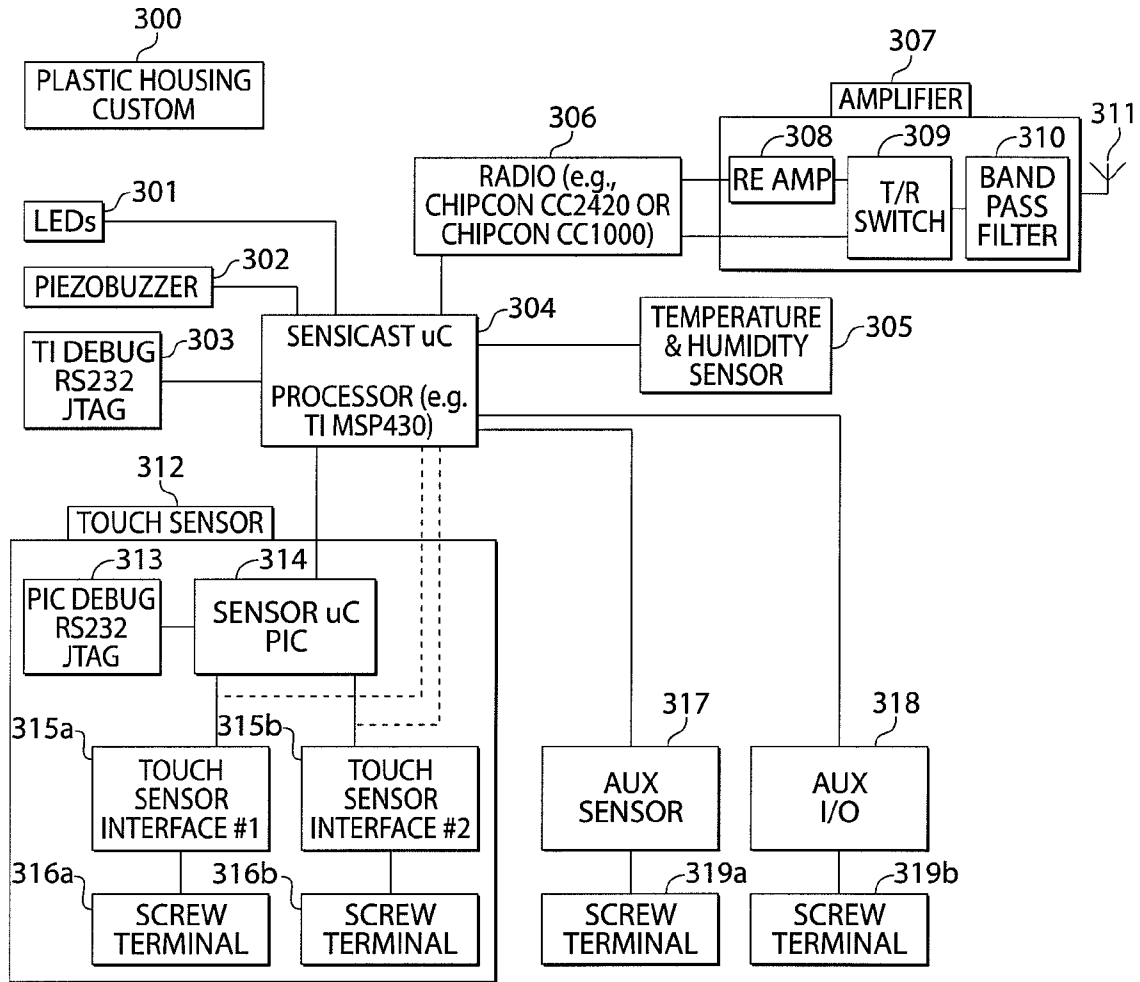 300
PLASTIC HOUSING
CUSTOM
307
AMPLIFIER
311
306
308
309
310
RADIO (e.g.,
CHIPCON CC2420 OR
CHIPCON CC1000)
RE AMP
T/R
SWITCH
BAND
PASS
FILTER
301
LEDs
302
PIEZOBUZZER
303
TI DEBUG
RS232
JTAG
304
SENSICAST uC
PROCESSOR (e.g.
TI MSP430)
TEMPERATURE
& HUMIDITY
SENSOR
305
312
TOUCH SENSOR
313
PIC DEBUG
RS232
JTAG
314
SENSOR uC
PIC
315a
TOUCH
SENSOR
INTERFACE #1
315b
TOUCH
SENSOR
INTERFACE #2
317
AUX
SENSOR
318
AUX
I/O
316a
SCREW
TERMINAL
316b
SCREW
TERMINAL
319a
SCREW
TERMINAL
319b
SCREW
TERMINAL